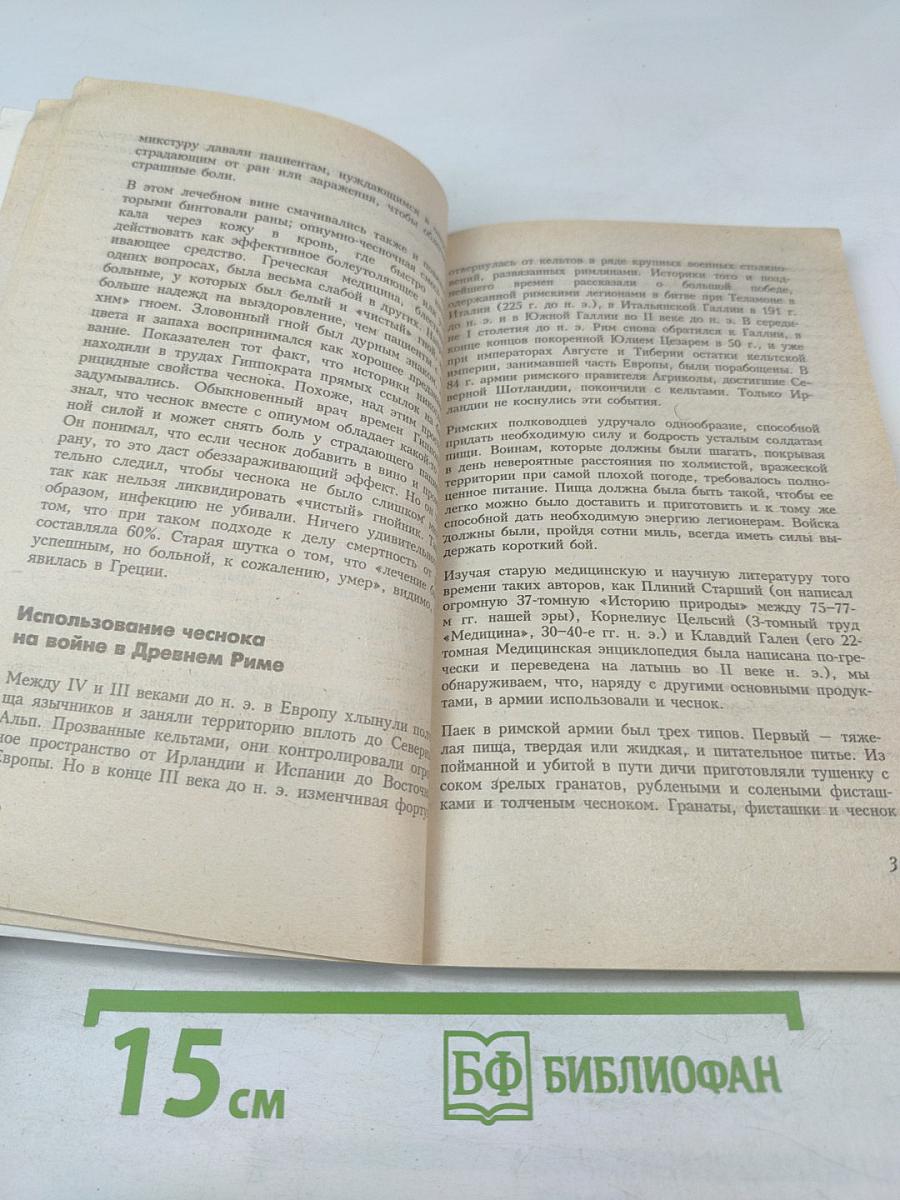 микстуру давали пациентам, нуждающимся в
страдающим от ран или заражения, чтобы
страшные боли.
В этом лечебном вине смачивались также и
торыми бинтовали раны; опиумно-чесночная
кала через кожу в кровь, где быстро
действовать как эффективное болеутоляющее
ивающее средство. Греческая медицина,
одних вопросах, была весьма слабой в других.
больные, у которых был белый и «чистый» гной
больше надежд на выздоровление, чем пациенты с
хим» гноем. Зловонный гной был дурным знаком,
цвета и запаха воспринимался как хорошее
вание. Показателен тот факт, что историки никог
находили в трудах Гиппократа прямых ссылок на
рицидные свойства чеснока. Похоже, над этим
задумывались. Обыкновенный врач времен
знал, что чеснок вместе с опиумом обладает какой-то
ной силой и может снять боль у страдающего
Он понимал, что если чеснок добавить в вино и
рану, то это даст обеззараживающий эффект. Но он
тельно следил, чтобы чеснока не было слишком
так как нельзя ликвидировать «чистый» гнойник.
образом, инфекцию не убивали. Ничего удивительн
том, что при таком подходе к делу смертность от
составляла 60%. Старая шутка о том, что «лечение
успешным, но больной, к сожалению, умер», видимо,
явилась в Греции.
Использование чеснока
на войне в Древнем Риме
Между IV и III веками до н. э. в Европу хлынули пол
ща язычников и заняли территорию вплоть до Северн
Альп. Прозванные кельтами, они контролировали огр
ное пространство от Ирландии и Испании до Восточн
Европы. Но в конце III века до н. э. изменчивая форту
отвернулась от кельтов в ряде крупных военных столкно-
вений, развязанных римлянами. Историки того и позд-
нейшего времен рассказали о большой победе,
одержанной римскими легионами в битве при Теламоне в
Италии (225 г. до н. э.), в Итальянской Галлии в 191 г.
до н. э. и в Южной Галлии во II веке до н. э. В середи-
не I столетия до н. э. Рим снова обратился к Галлии, в
конце концов покоренной Юлием Цезарем в 50 г., и уже
при императорах Августе и Тиберии остатки кельтской
империи, занимавшей часть Европы, были порабощены. В
84 г. армии римского правителя Агриколы, достигшие Се-
верной Шотландии, покончили с кельтами. Только Ир-
ландии не коснулись эти события.
Римских полководцев удручало однообразие, способной
придать необходимую силу и бодрость усталым солдатам
пищи. Воинам, которые должны были шагать, покрывая
в день невероятные расстояния по холмистой, вражеской
территории при самой плохой погоде, требовалось полно-
ценное питание. Пища должна была быть такой, чтобы ее
легко можно было доставить и приготовить и к тому же
способной дать необходимую энергию легионерам. Войска
должны были, пройдя сотни миль, всегда иметь силы вы-
держать короткий бой.
Изучая старую медицинскую и научную литературу того
времени таких авторов, как Плиний Старший (он написал
огромную 37-томную «Историю природы» между 75—77-
м гг. нашей эры), Корнелиус Цельсий (3-томный труд
«Медицина», 30—40-е гг. н. э.) и Клавдий Гален (его 22-
томная Медицинская энциклопедия была написана по-гре-
чески и переведена на латынь во II веке н. э.), мы
обнаруживаем, что, наряду с другими основными продук-
тами, в армии использовали и чеснок.
Паек в римской армии был трех типов. Первый — тяже-
лая пища, твердая или жидкая, и питательное питье. Из
пойманной и убитой в пути дичи приготовляли тушенку с
соком зрелых гранатов, рублеными и солеными фисташ-
ками и толченым чесноком. Гранаты, фисташки и чеснок
3
15 см
БФ БИБЛИОФАН